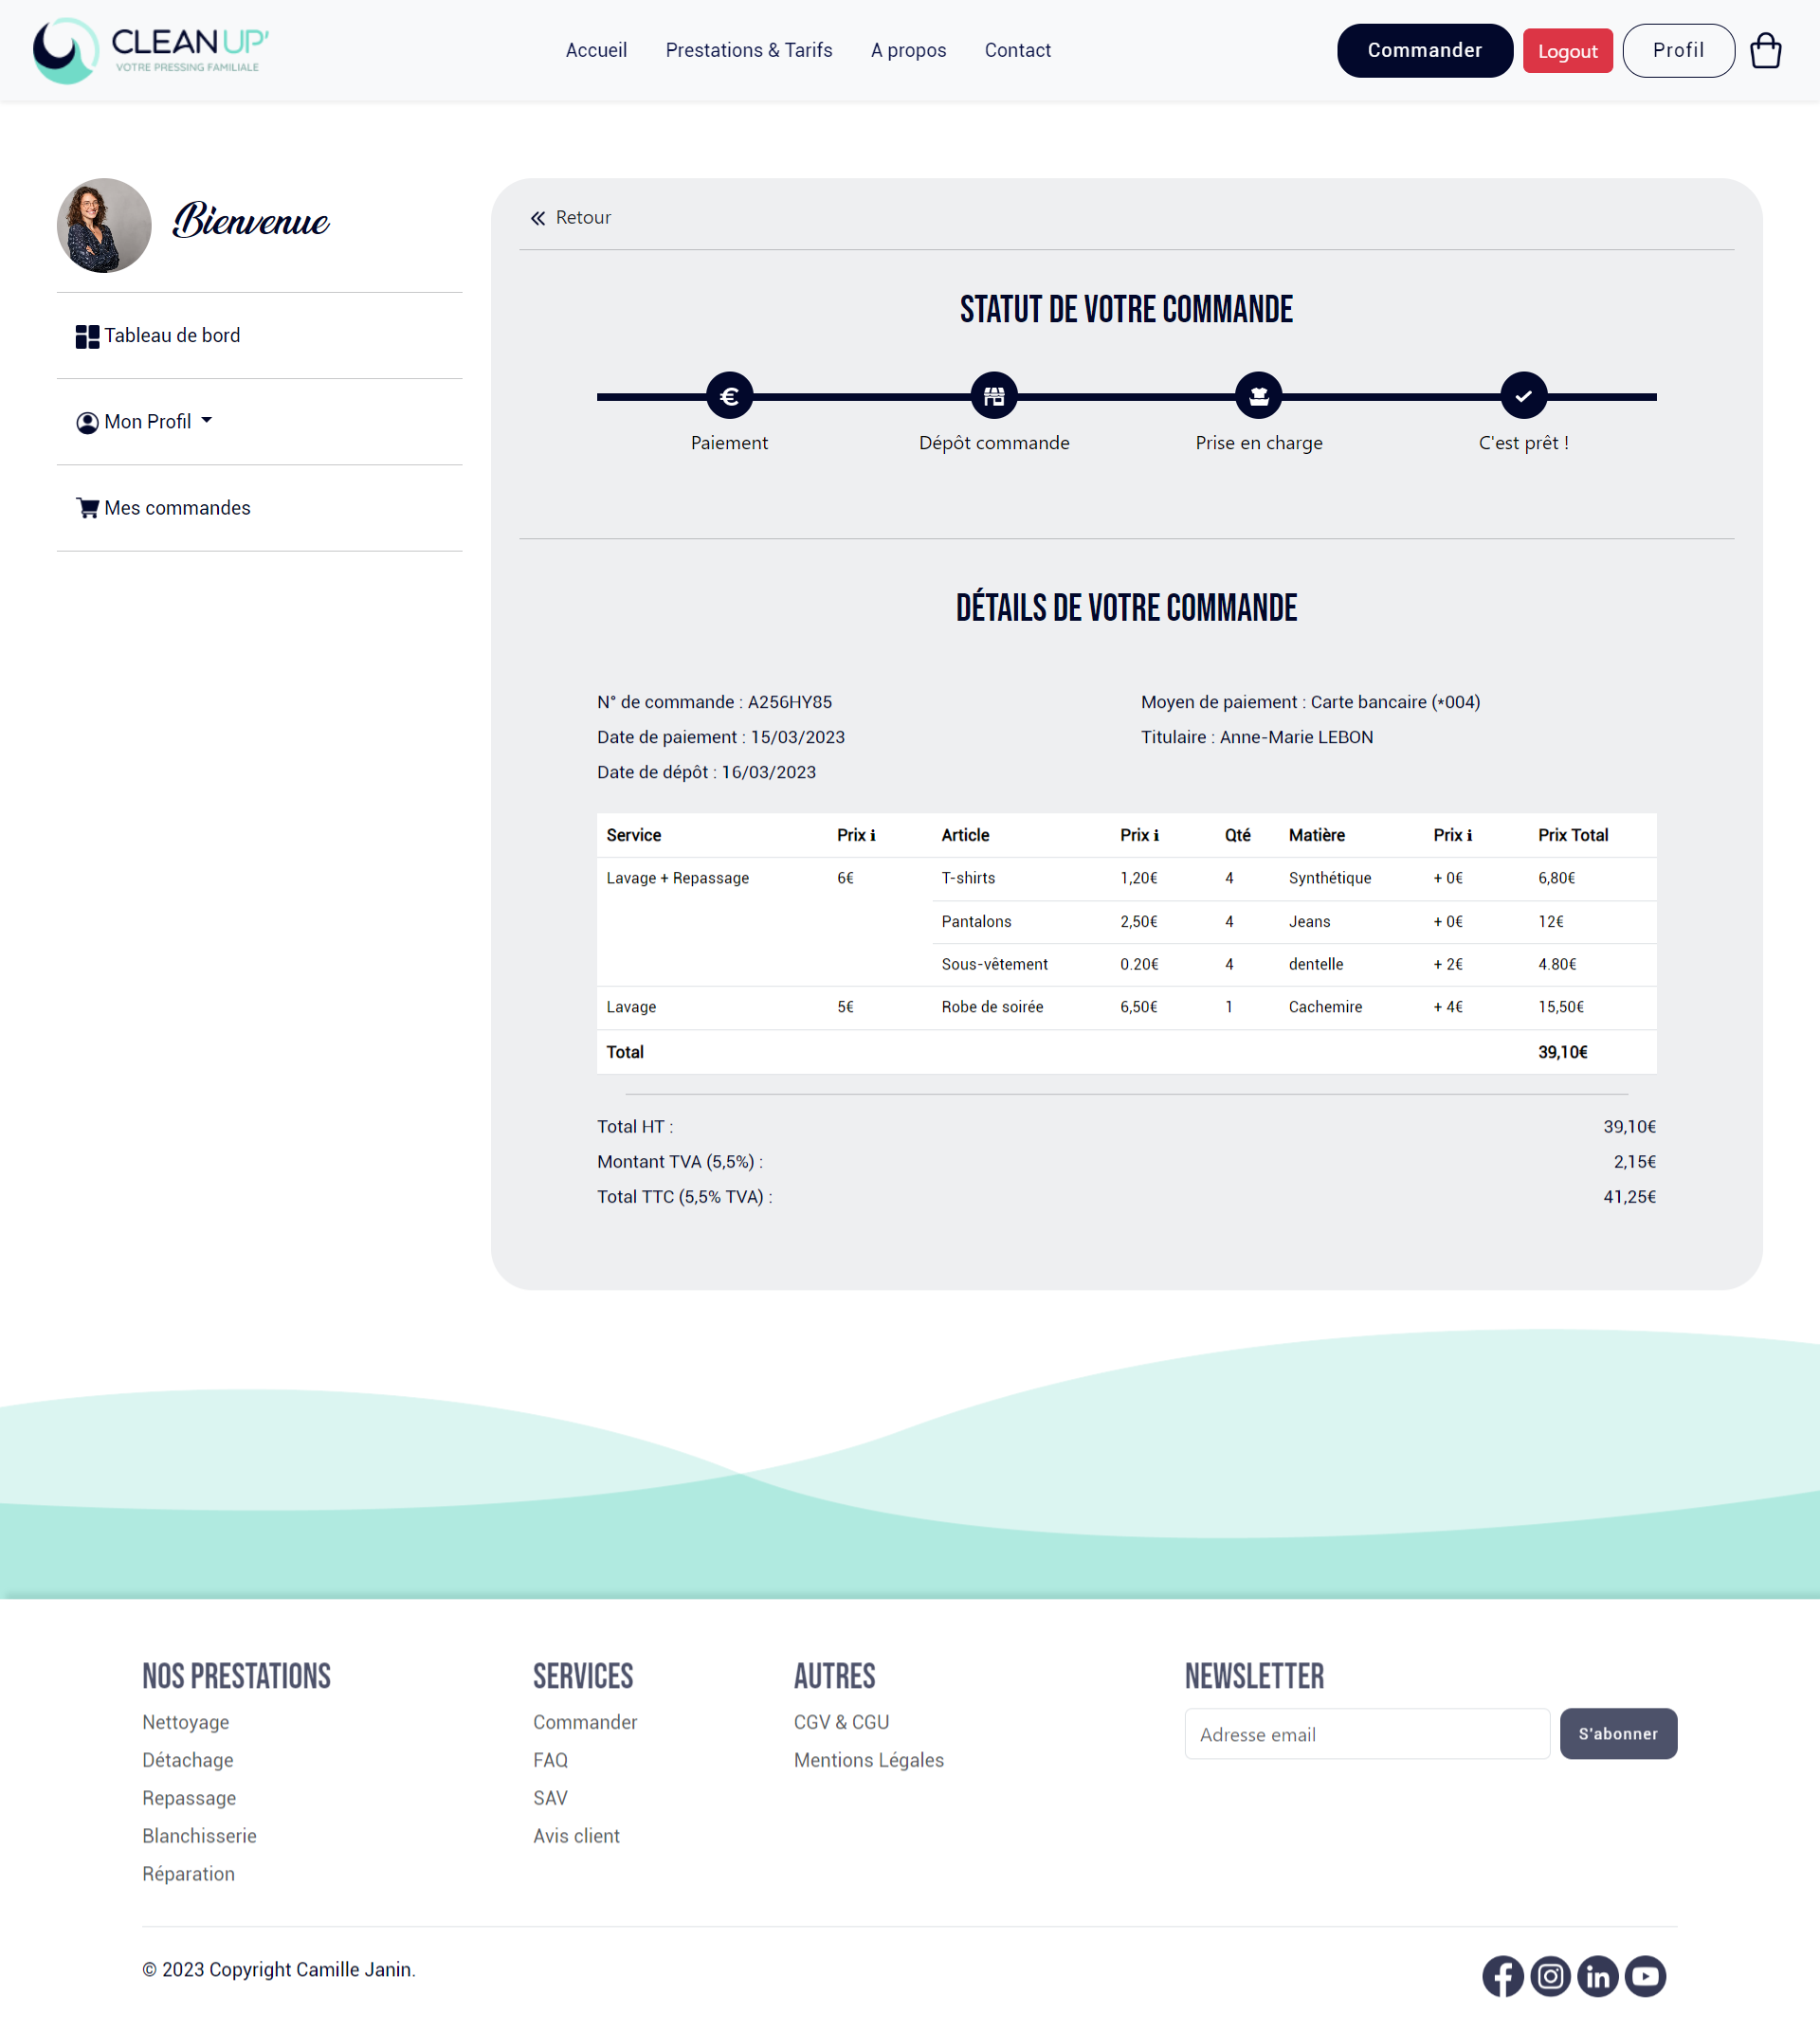 CLEAN UP'
VOTRE PRESSING FAMILIALE
Accueil Prestations & Tarifs A propos Contact
Commander Logout Profil
Bienvenue
Tableau de bord
Mon Profil
Mes commandes
Retour
STATUT DE VOTRE COMMANDE
Paiement Dépôt commande Prise en charge C'est prêt !
DÉTAILS DE VOTRE COMMANDE
N° de commande : A256HY85
Date de paiement : 15/03/2023
Date de dépôt : 16/03/2023
Moyen de paiement : Carte bancaire (*004)
Titulaire : Anne-Marie LEBON
Service Prix i Article Prix i Qté Matière Prix i Prix Total
Lavage + Repassage 6€ T-shirts 1,20€ 4 Synthétique + 0€ 6,80€
Pantalons 2,50€ 4 Jeans + 0€ 12€
Sous-vêtement 0.20€ 4 dentelle + 2€ 4.80€
Lavage 5€ Robe de soirée 6,50€ 1 Cachemire + 4€ 15,50€
Total 39,10€
Total HT : 39,10€
Montant TVA (5,5%) : 2,15€
Total TTC (5,5% TVA) : 41,25€
NOS PRESTATIONS
Nettoyage
Détachage
Repassage
Blanchisserie
Réparation
SERVICES
Commander
FAQ
SAV
Avis client
AUTRES
CGV & CGU
Mentions Légales
NEWSLETTER
Adresse email S'abonner
© 2023 Copyright Camille Janin.